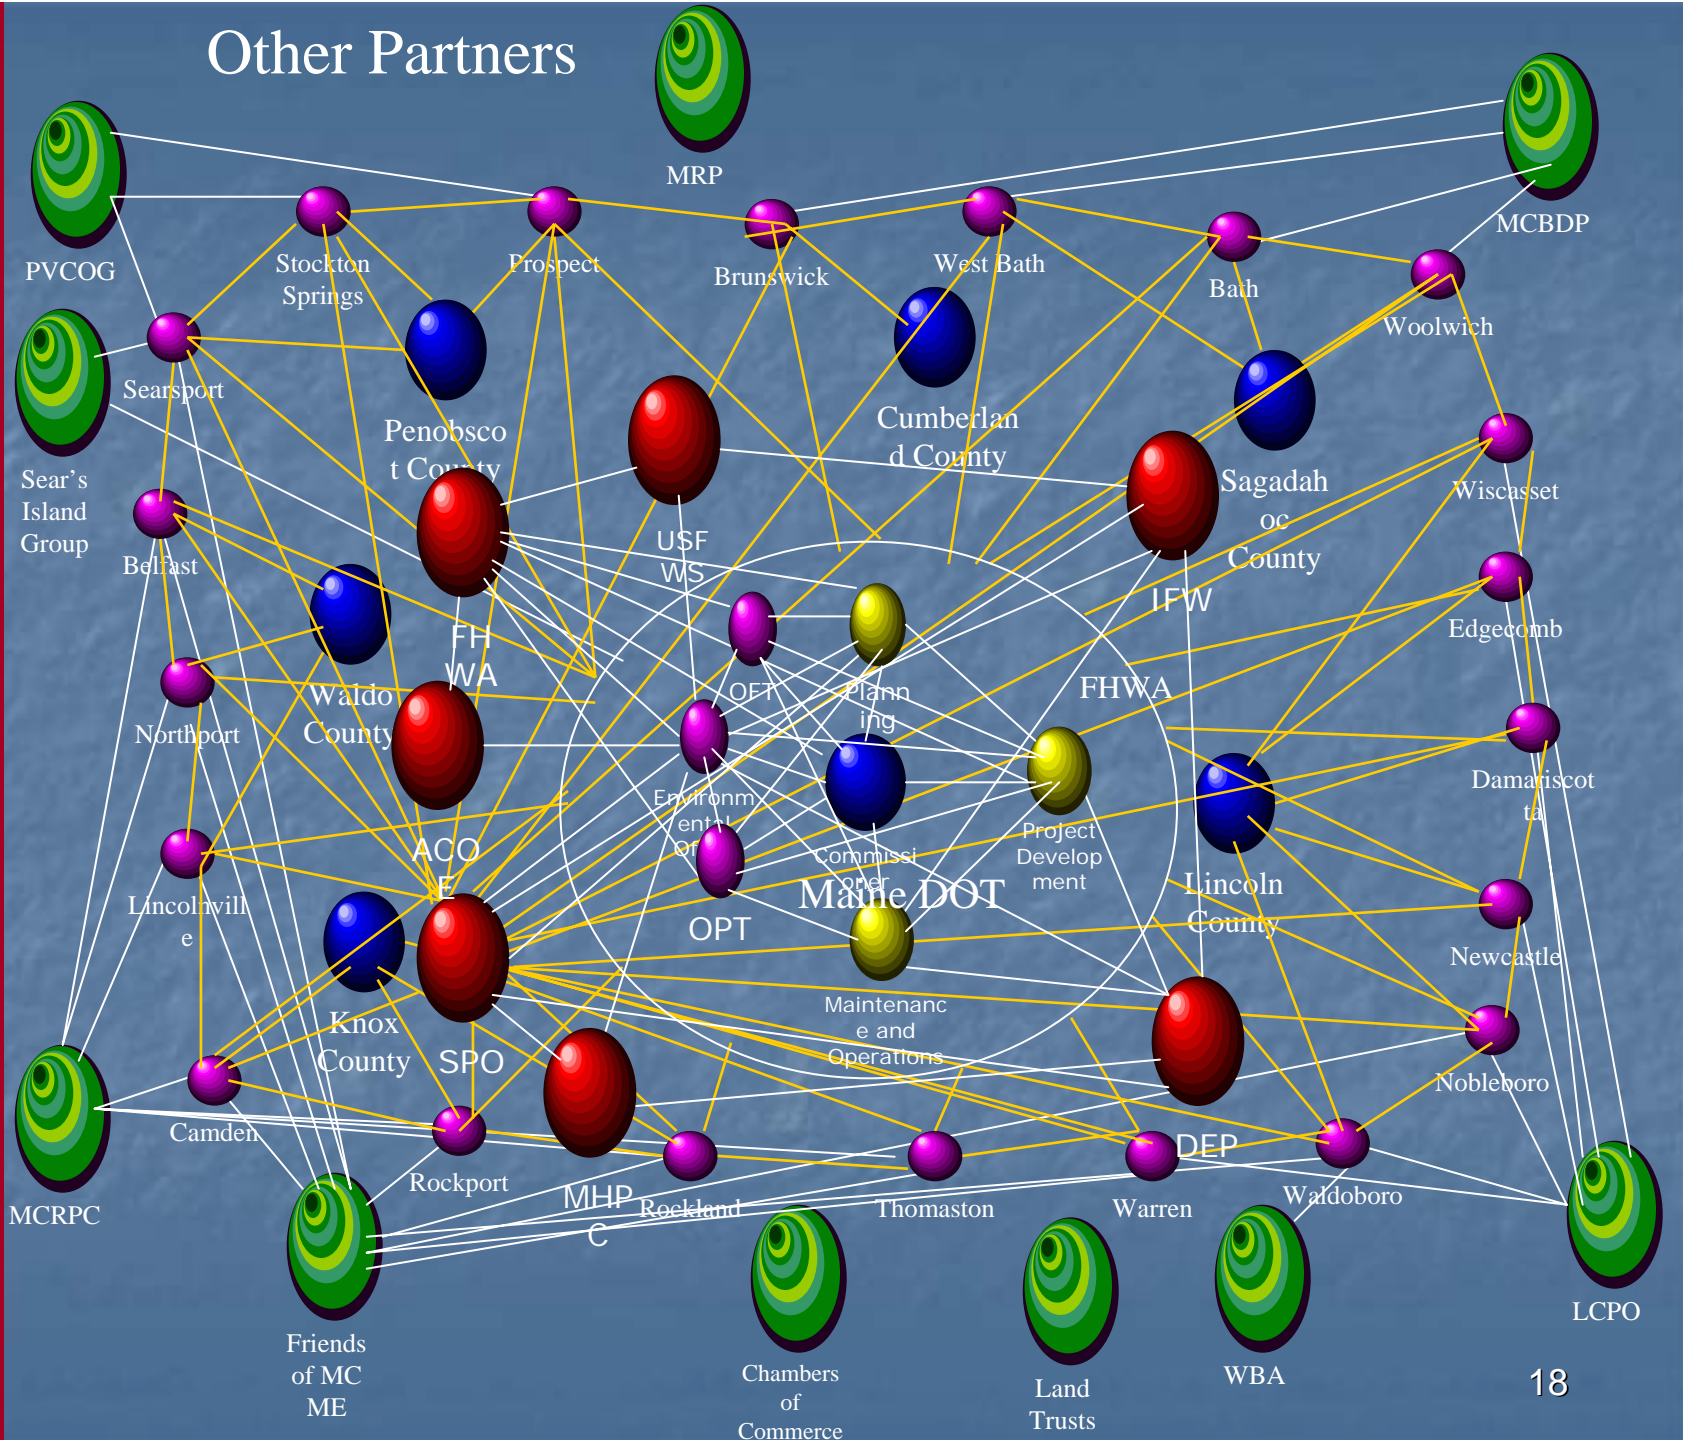 Other Partners
MRP
MCBDP
PVCOG
Stockton
Springs
Prospect
Brunswick
West Bath
Bath
Woolwich
Searsport
Penobsco
t County
Cumberlan
d County
Sagadah
oc
County
Wiscasset
Sear’s
Island
Group
Belfast
USF
WS
IFW
Edgecomb
FH
WA
Waldo
County
OFT
Plann
ing
FHWA
Northport
Damariscot
ta
Environm
ental
Of
Commissi
oner
Project
Develop
ment
ACO
E
Maine DOT
Lincoln
County
Lincolnvill
e
OPT
Newcastle
Maintenanc
e and
Operations
Knox
County
SPO
Nobleboro
Camden
Rockport
MHP
C
Rockland
Thomaston
Warren
DEP
Waldoboro
MCRPC
LCPO
Friends
of MC
ME
Chambers
of
Commerce
Land
Trusts
WBA
18